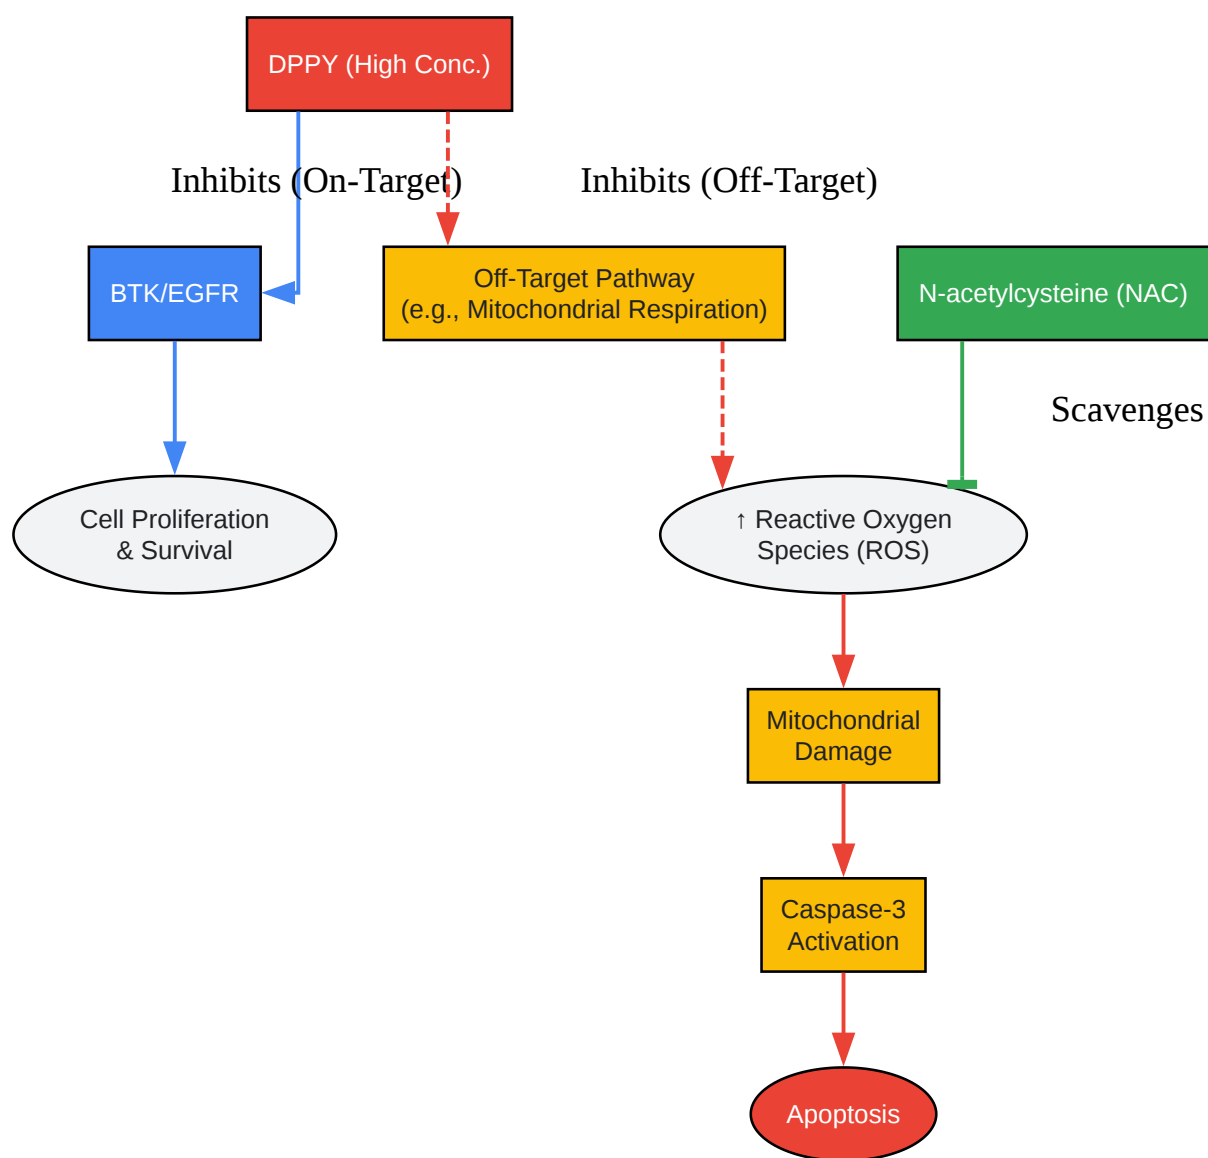 DPPY (High Conc.)
Inhibits (On-Target)
Inhibits (Off-Target)
BTK/EGFR
Off-Target Pathway
(e.g., Mitochondrial Respiration)
N-acetylcysteine (NAC)
Scavenges
Cell Proliferation
& Survival
↑ Reactive Oxygen
Species (ROS)
Mitochondrial
Damage
Caspase-3
Activation
Apoptosis